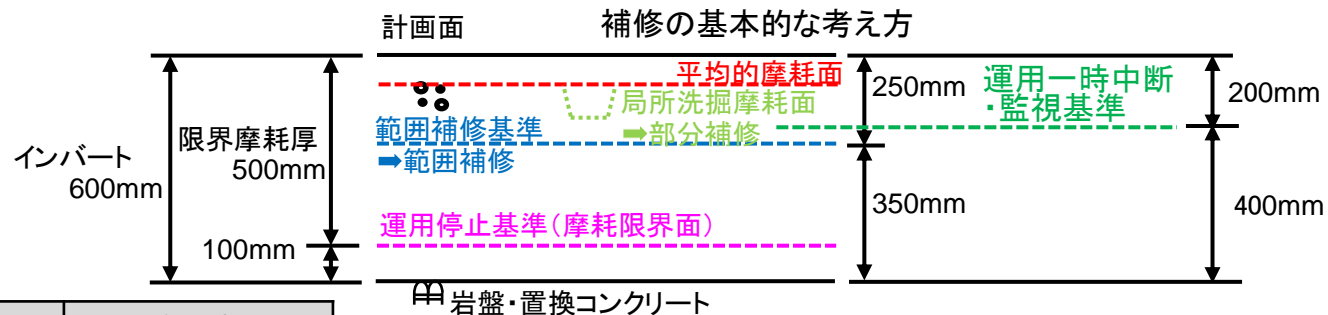 補修の基本的な考え方
計画面
平均的摩耗面
局所洗掘摩耗面
➡部分補修
範囲補修基準
➡範囲補修
運用停止基準(摩耗限界面)
岩盤・置換コンクリート
インバート
600mm
限界摩耗厚
500mm
100mm
250mm
350mm
運用一時中断
・監視基準
200mm
400mm